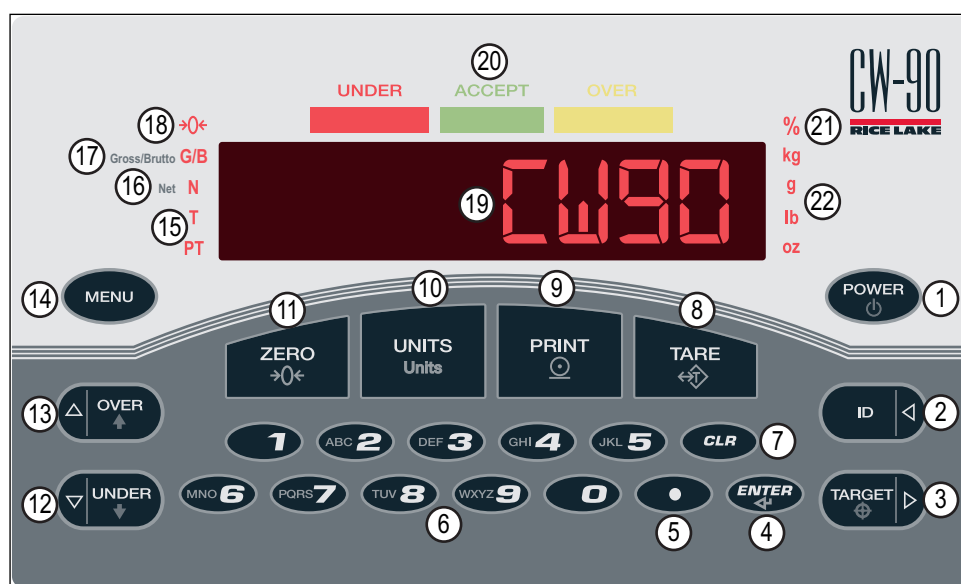 20
UNDER ACCEPT OVER
CW-90
RICE LAKE
18 →0← % 21
17 Gross/Brutto G/B kg
16 Net N g
19 CW90
22
15 T lb
PT oz
14 MENU
POWER 1
11 10 9 8
ZERO →0←
UNITS Units
PRINT
TARE T
13 OVER
ID 2
1 ABC 2 DEF 3 GHI 4 JKL 5 CLR 7
12 UNDER
MNO 6 PQRS 7 TUV 8 WXYZ 9 0 • ENTER
TARGET 3
6 5 4